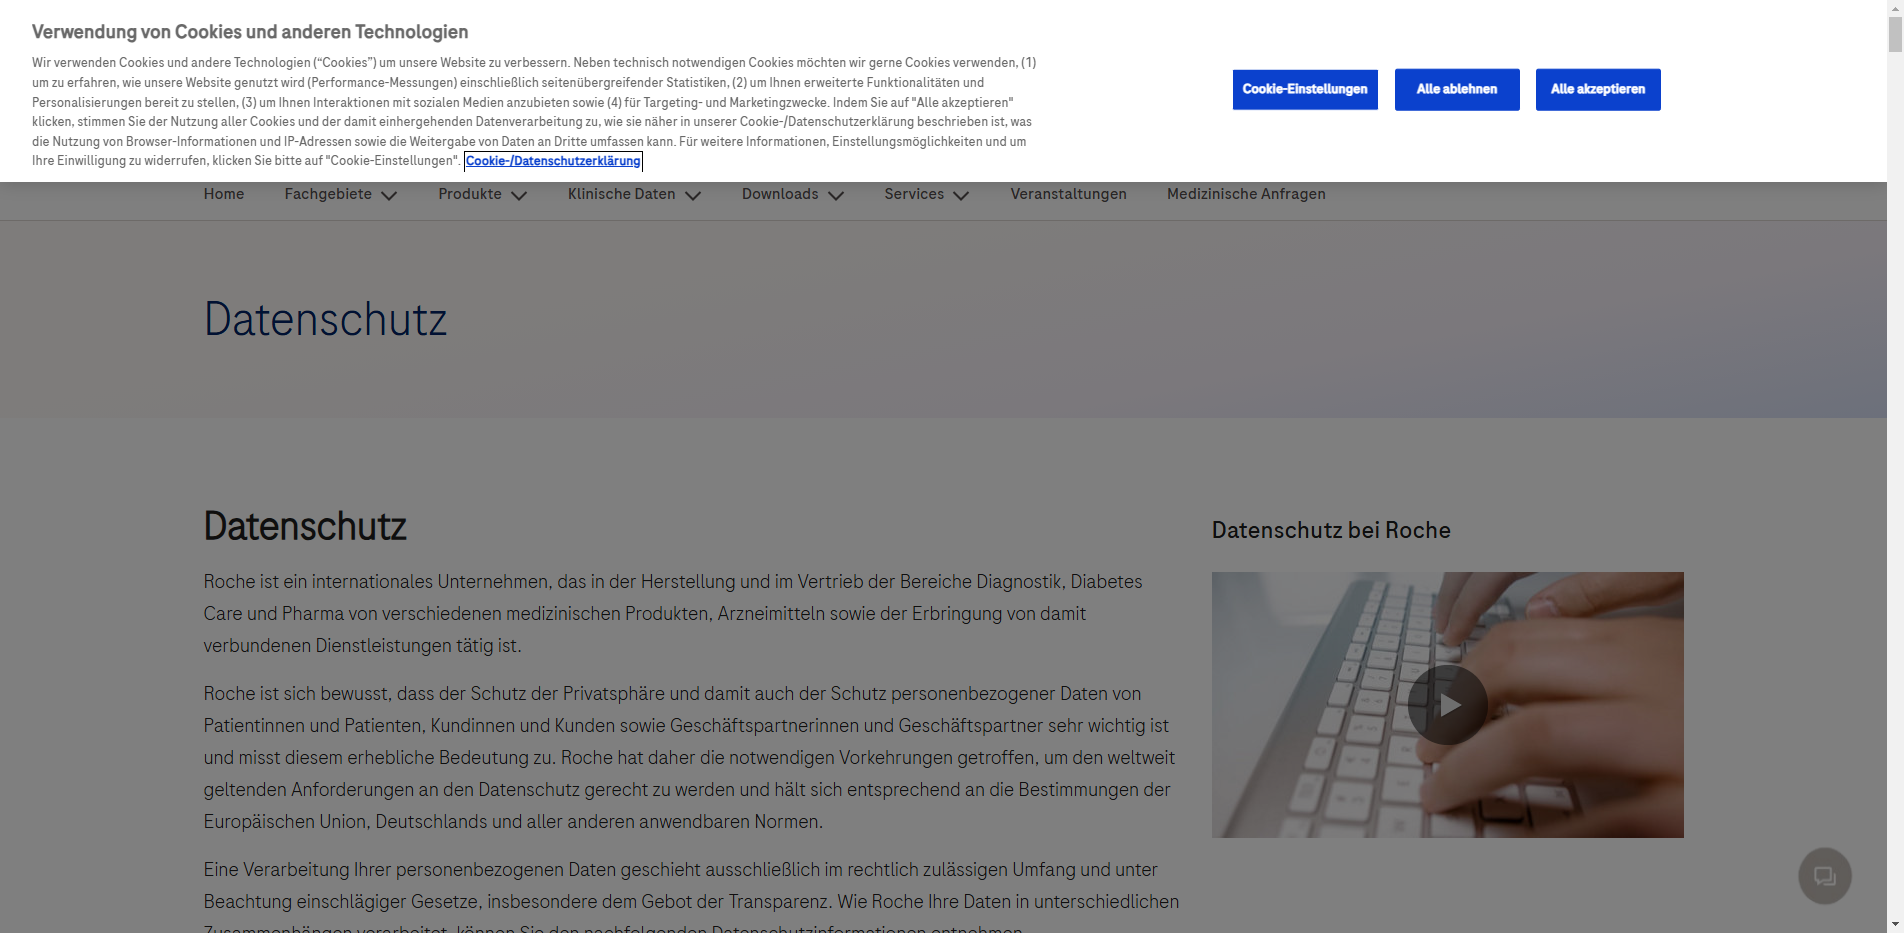 Verwendung von Cookies und anderen Technologien
Wir verwenden Cookies und andere Technologien (“Cookies”) um unsere Website zu verbessern. Neben technisch notwendigen Cookies möchten wir gerne Cookies verwenden, (1)
um zu erfahren, wie unsere Website genutzt wird (Performance-Messungen) einschließlich seitenübergreifender Statistiken, (2) um Ihnen erweiterte Funktionalitäten und
Personalisierungen bereit zu stellen, (3) um Ihnen Interaktionen mit sozialen Medien anzubieten sowie (4) für Targeting- und Marketingzwecke. Indem Sie auf "Alle akzeptieren"
klicken, stimmen Sie der Nutzung aller Cookies und der damit einhergehenden Datenverarbeitung zu, wie sie näher in unserer Cookie-/Datenschutzerklärung beschrieben ist, was
die Nutzung von Browser-Informationen und IP-Adressen sowie die Weitergabe von Daten an Dritte umfassen kann. Für weitere Informationen, Einstellungsmöglichkeiten und um
Ihre Einwilligung zu widerrufen, klicken Sie bitte auf "Cookie-Einstellungen". Cookie-/Datenschutzerklärung
Cookie-Einstellungen Alle ablehnen Alle akzeptieren
Home Fachgebiete Produkte Klinische Daten Downloads Services Veranstaltungen Medizinische Anfragen
Datenschutz
Datenschutz
Roche ist ein internationales Unternehmen, das in der Herstellung und im Vertrieb der Bereiche Diagnostik, Diabetes
Care und Pharma von verschiedenen medizinischen Produkten, Arzneimitteln sowie der Erbringung von damit
verbundenen Dienstleistungen tätig ist.
Roche ist sich bewusst, dass der Schutz der Privatsphäre und damit auch der Schutz personenbezogener Daten von
Patientinnen und Patienten, Kundinnen und Kunden sowie Geschäftspartnerinnen und Geschäftspartner sehr wichtig ist
und misst diesem erhebliche Bedeutung zu. Roche hat daher die notwendigen Vorkehrungen getroffen, um den weltweit
geltenden Anforderungen an den Datenschutz gerecht zu werden und hält sich entsprechend an die Bestimmungen der
Europäischen Union, Deutschlands und aller anderen anwendbaren Normen.
Eine Verarbeitung Ihrer personenbezogenen Daten geschieht ausschließlich im rechtlich zulässigen Umfang und unter
Beachtung einschlägiger Gesetze, insbesondere dem Gebot der Transparenz. Wie Roche Ihre Daten in unterschiedlichen
Zusammenhängen verarbeitet, können Sie den nachfolgenden Datenschutzinformationen entnehmen.
Datenschutz bei Roche